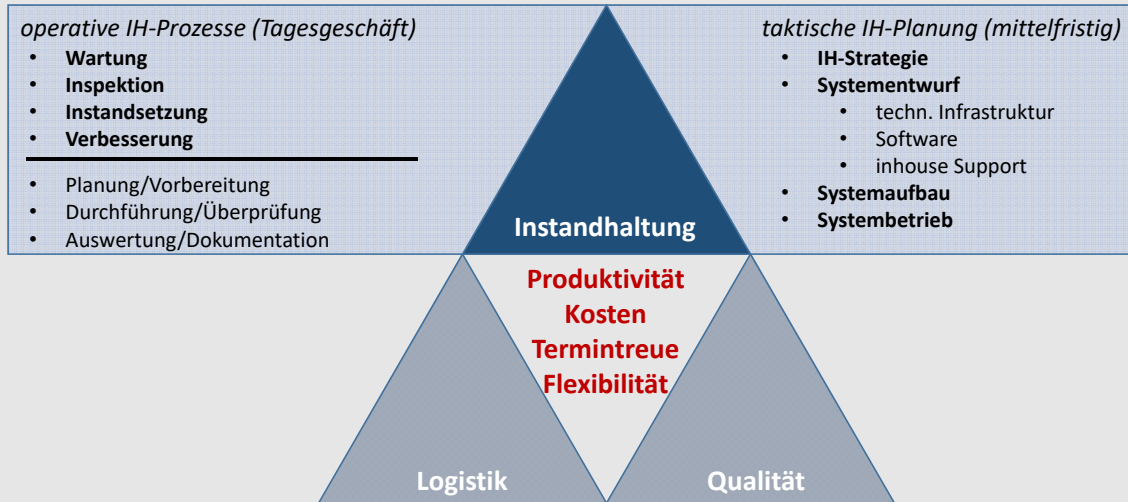 operative IH-Prozesse (Tagesgeschäft)
• Wartung
• Inspektion
• Instandsetzung
• Verbesserung
• Planung/Vorbereitung
• Durchführung/Überprüfung
• Auswertung/Dokumentation
taktische IH-Planung (mittelfristig)
• IH-Strategie
• Systementwurf
• techn. Infrastruktur
• Software
• inhouse Support
• Systemaufbau
• Systembetrieb
Instandhaltung
Produktivität
Kosten
Termintreue
Flexibilität
Logistik
Qualität